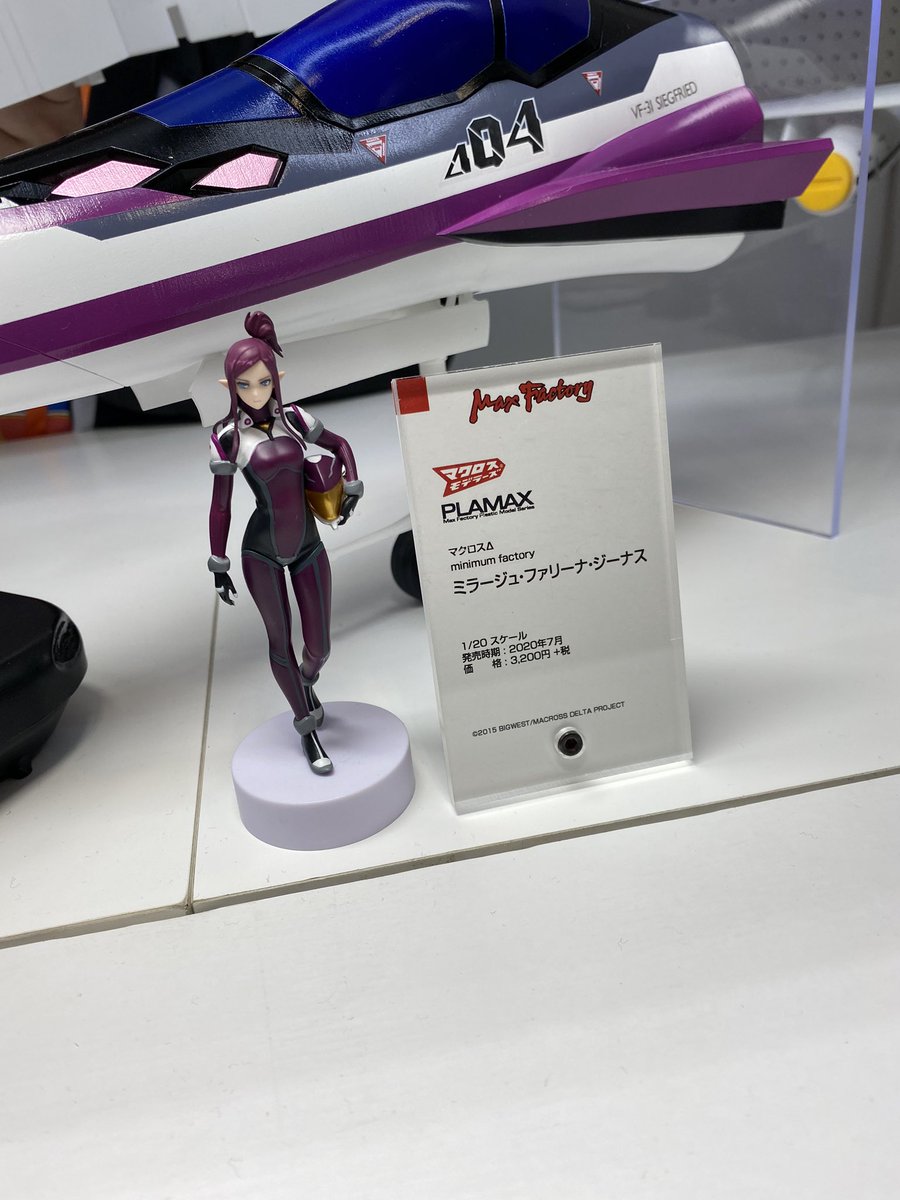 Δ04
VF-31 SIEGFRIED
Max Factory
マクロス
モデラーズ
PLAMAX
Max Factory Plastic Model Series
マクロスΔ
minimum factory
ミラージュ・ファリーナ・ジーナス
1/20 スケール
発売時期：2020年7月
価　格：3,200円 +税
©2015 BIGWEST/MACROSS DELTA PROJECT